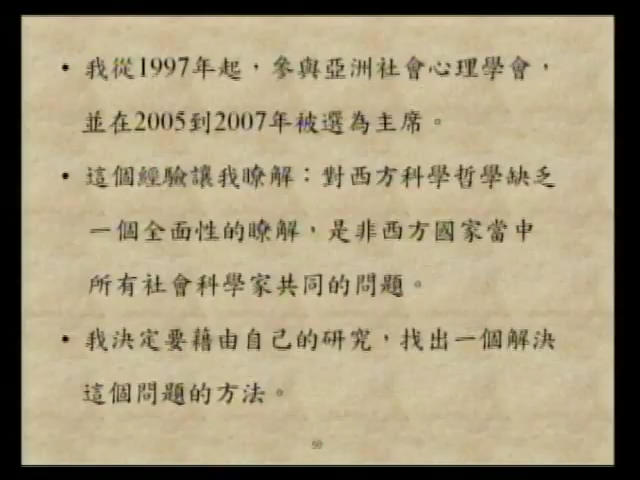 • 我從1997年起，參與亞洲社會心理學會，
並在2005到2007年被選為主席。
• 這個經驗讓我瞭解：對西方科學哲學缺乏
一個全面性的瞭解，是非西方國家當中
所有社會科學家共同的問題。
• 我決定要藉由自己的研究，找出一個解決
這個問題的方法。